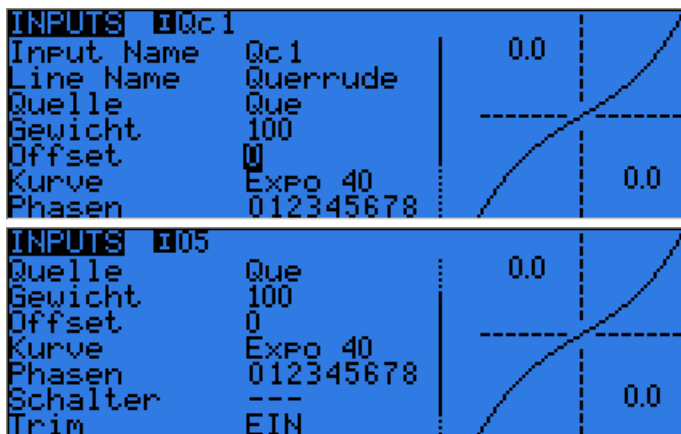 INPUTS IQc1
Input Name Qc1 0.0
Line Name Querrude
Quelle Que
Gewicht 100
Offset 0
Kurve Expo 40 0.0
Phasen 012345678
INPUTS I05
Quelle Que 0.0
Gewicht 100
Offset 0
Kurve Expo 40
Phasen 012345678
Schalter --- 0.0
Trim EIN